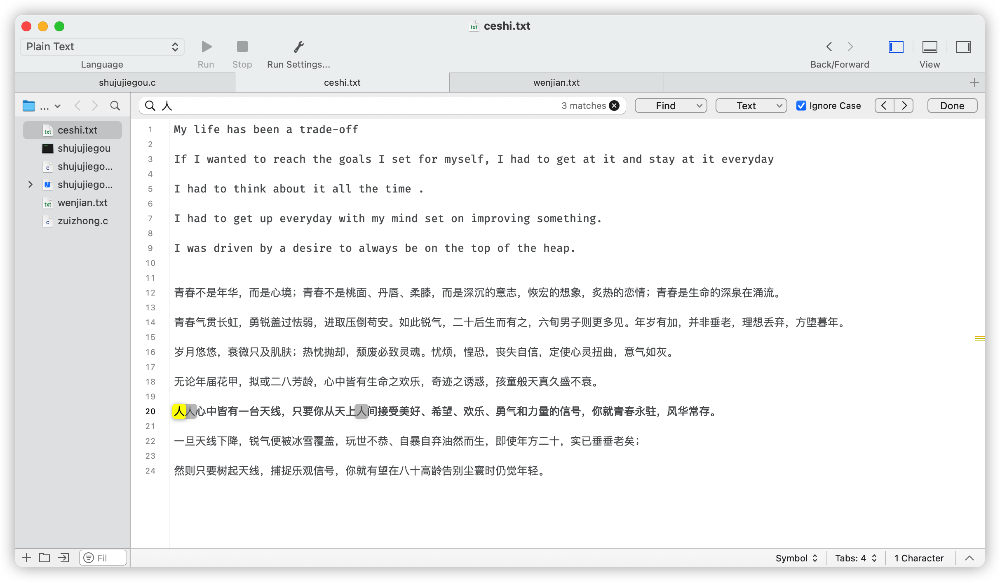 ceshi.txt
Plain Text
Language
Run
Stop
Run Settings...
Back/Forward
View
shujujiegou.c
ceshi.txt
wenjian.txt
...
人
3 matches
Find
Text
Ignore Case
Done
ceshi.txt
shujujiegou
shujujiego...
shujujiego...
wenjian.txt
zuizhong.c
1 My life has been a trade-off
2
3 If I wanted to reach the goals I set for myself, I had to get at it and stay at it everyday
4
5 I had to think about it all the time .
6
7 I had to get up everyday with my mind set on improving something.
8
9 I was driven by a desire to always be on the top of the heap.
10
11
12 青春不是年华，而是心境；青春不是桃面、丹唇、柔膝，而是深沉的意志，恢宏的想象，炙热的恋情；青春是生命的深泉在涌流。
13
14 青春气贯长虹，勇锐盖过怯弱，进取压倒苟安。如此锐气，二十后生而有之，六旬男子则更多见。年岁有加，并非垂老，理想丢弃，方堕暮年。
15
16 岁月悠悠，衰微只及肌肤；热忱抛却，颓废必致灵魂。忧烦，惶恐，丧失自信，定使心灵扭曲，意气如灰。
17
18 无论年届花甲，拟或二八芳龄，心中皆有生命之欢乐，奇迹之诱惑，孩童般天真久盛不衰。
19
20 人人心中皆有一台天线，只要你从天上人间接受美好、希望、欢乐、勇气和力量的信号，你就青春永驻，风华常存。
21
22 一旦天线下降，锐气便被冰雪覆盖，玩世不恭、自暴自弃油然而生，即使年方二十，实已垂垂老矣；
23
24 然则只要树起天线，捕捉乐观信号，你就有望在八十高龄告别尘寰时仍觉年轻。
Fil
Symbol
Tabs: 4
1 Character